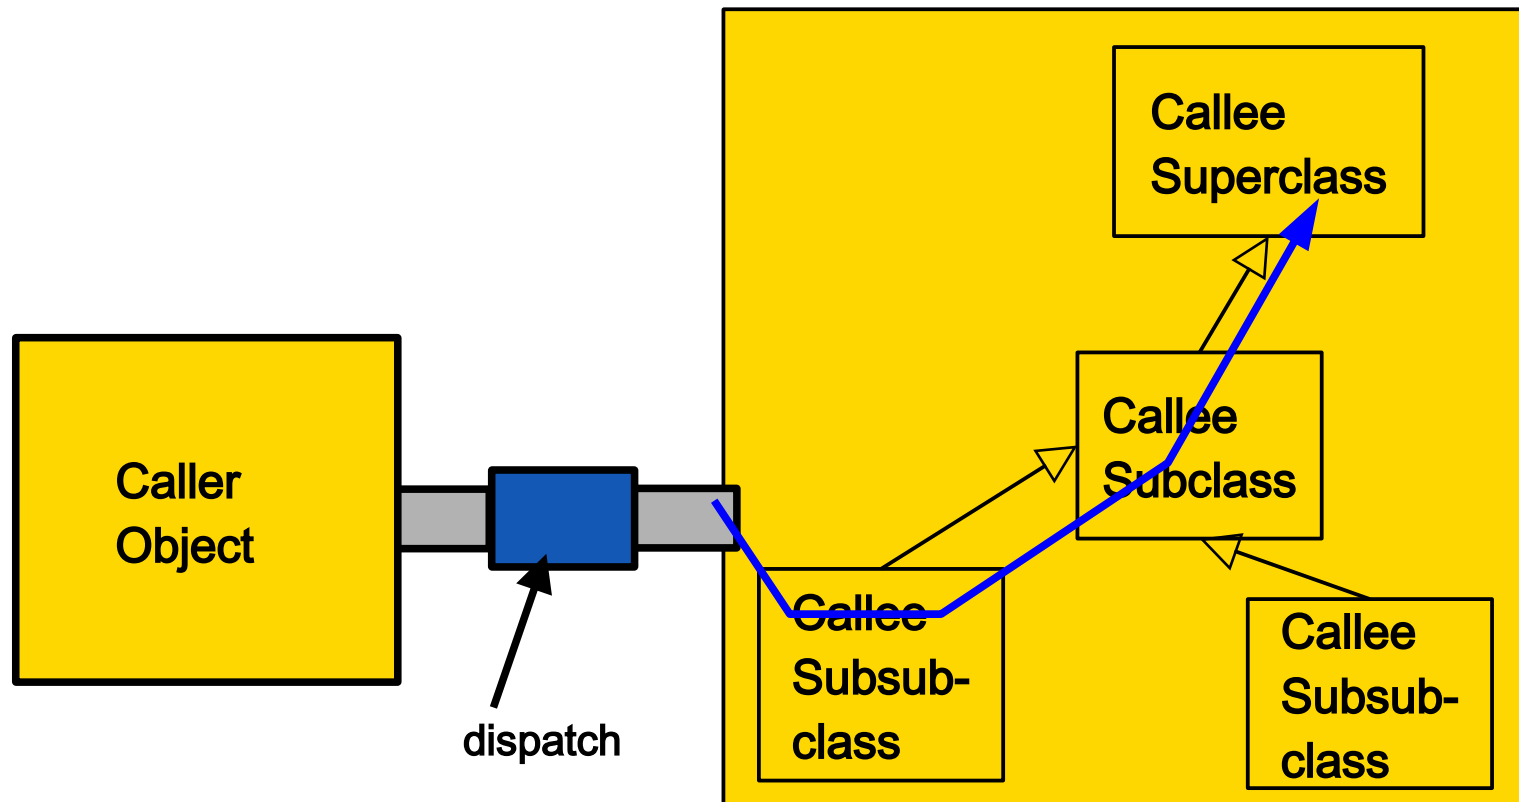 Callee
Superclass
Callee
Subclass
Caller
Object
Callee
Subsub-
class
Callee
Subsub-
class
dispatch